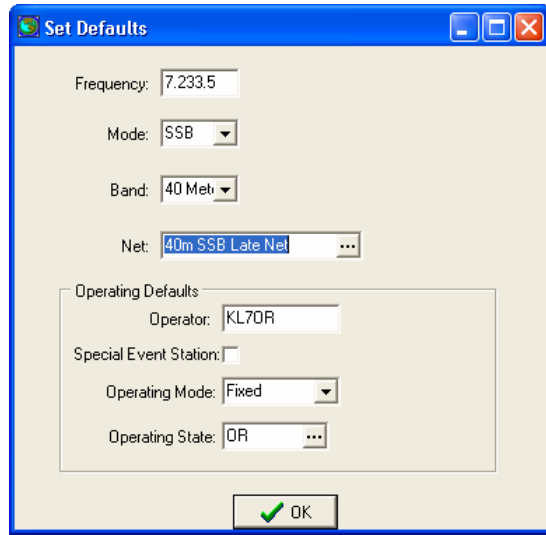 Set Defaults
Frequency: 7.233.5
Mode: SSB
Band: 40 Met
Net: 40m SSB Late Net ...
Operating Defaults
Operator: KL7OR
Special Event Station:
Operating Mode: Fixed
Operating State: OR ...
OK